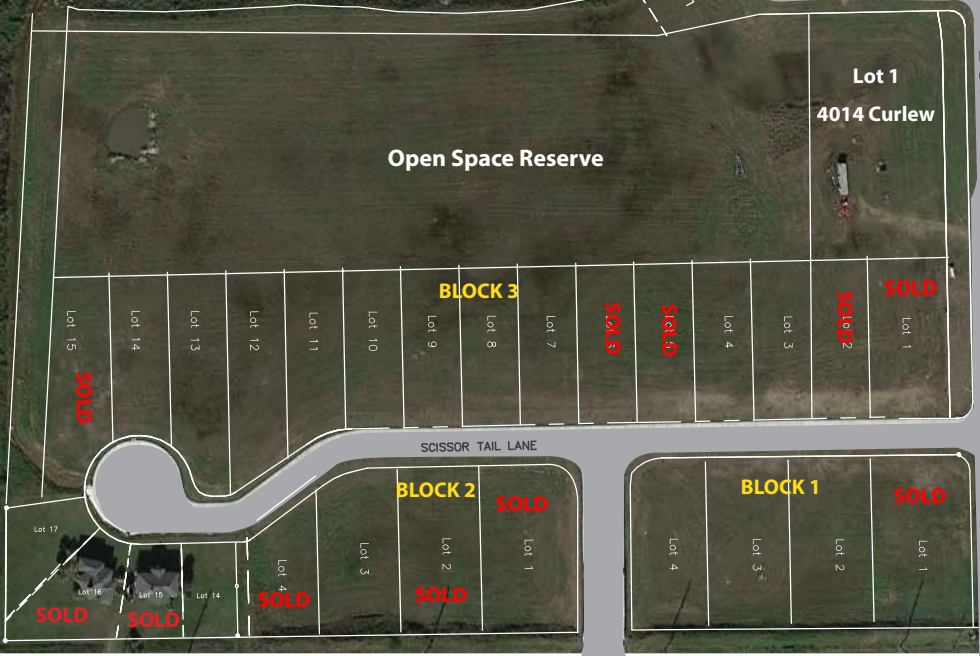 Lot 1
4014 Curlew
Open Space Reserve
BLOCK 3
Lot 15
SOLD
Lot 14
Lot 13
Lot 12
Lot 11
Lot 10
Lot 9
Lot 8
Lot 7
SOLD
SOLD
Lot 4
Lot 3
Lot 2
SOLD
SOLD
Lot 1
SCISSOR TAIL LANE
BLOCK 2
SOLD
Lot 4
SOLD
Lot 3
Lot 2
SOLD
Lot 1
BLOCK 1
SOLD
Lot 4
Lot 3
Lot 2
Lot 1
Lot 17
Lot 16
SOLD
Lot 15
SOLD
Lot 14